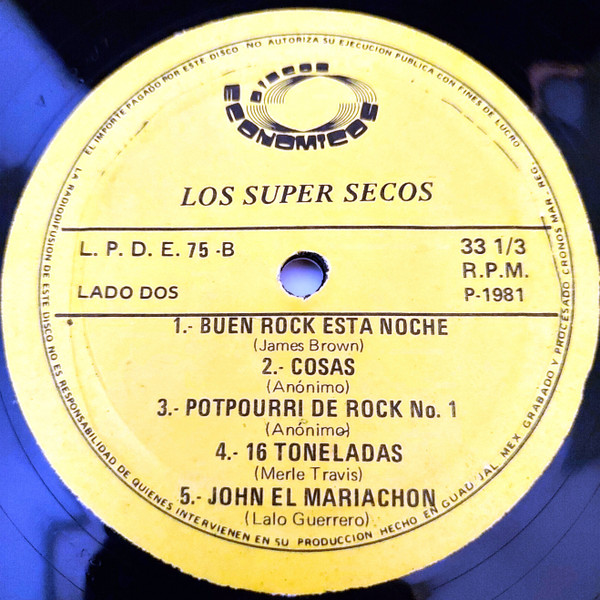 DISCOS
ECONOMICOS
LOS SUPER SECOS
L. P. D. E. 75 -B
33 1/3
R.P.M.
LADO DOS
P-1981
1.- BUEN ROCK ESTA NOCHE
(James Brown)
2.- COSAS
(Anónimo)
3.- POTPOURRI DE ROCK No. 1
(Anónimo)
4.- 16 TONELADAS
(Merle Travis)
5.- JOHN EL MARIACHON
(Lalo Guerrero)
LA RADIODIFUSION DE ESTE DISCO NO ES RESPONSABILIDAD DE QUIENES INTERVIENEN EN SU PRODUCCION HECHO EN GUAD JAL MEX GRABADO Y PROCESADO CRONOS MAR. REG.
EL IMPORTE PAGADO POR ESTE DISCO NO AUTORIZA SU EJECUCION PUBLICA CON FINES DE LUCRO